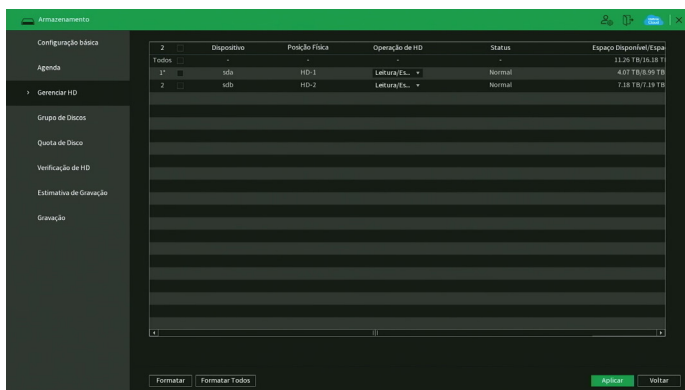 Armazenamento
Configuração básica
Agenda
Gerenciar HD
Grupo de Discos
Quota de Disco
Verificação de HD
Estimativa de Gravação
Gravação
2 Dispositivo Posição Física Operação de HD Status Espaço Disponível/Espa
Todos - - - - 11.26 TB/16.18 T
1* sda HD-1 Leitura/Es... Normal 4.07 TB/8.99 TB
2 sdb HD-2 Leitura/Es... Normal 7.18 TB/7.19 TB
Formatar Formatar Todos Aplicar Voltar